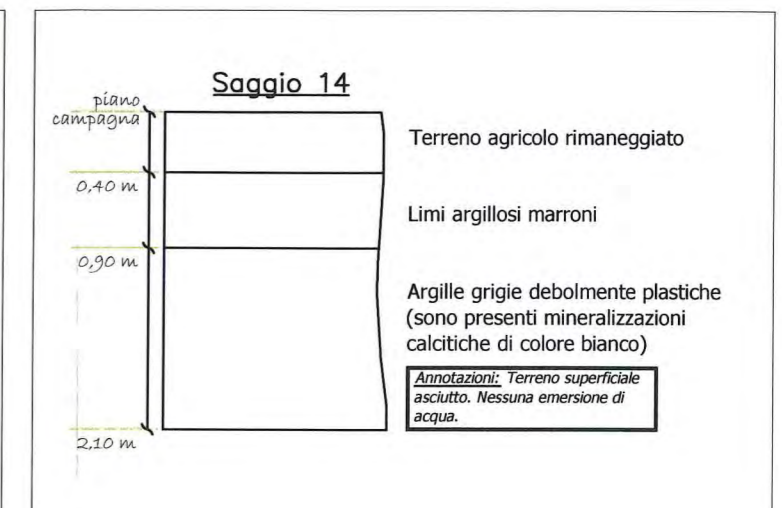 Saggio 14
piano
campagna
Terreno agricolo rimaneggiato
0,40 m
Limi argillosi marroni
0,90 m
Argille grigie debolmente plastiche
(sono presenti mineralizzazioni
calcitiche di colore bianco)
Annotazioni: Terreno superficiale
asciutto. Nessuna emersione di
acqua.
2,10 m